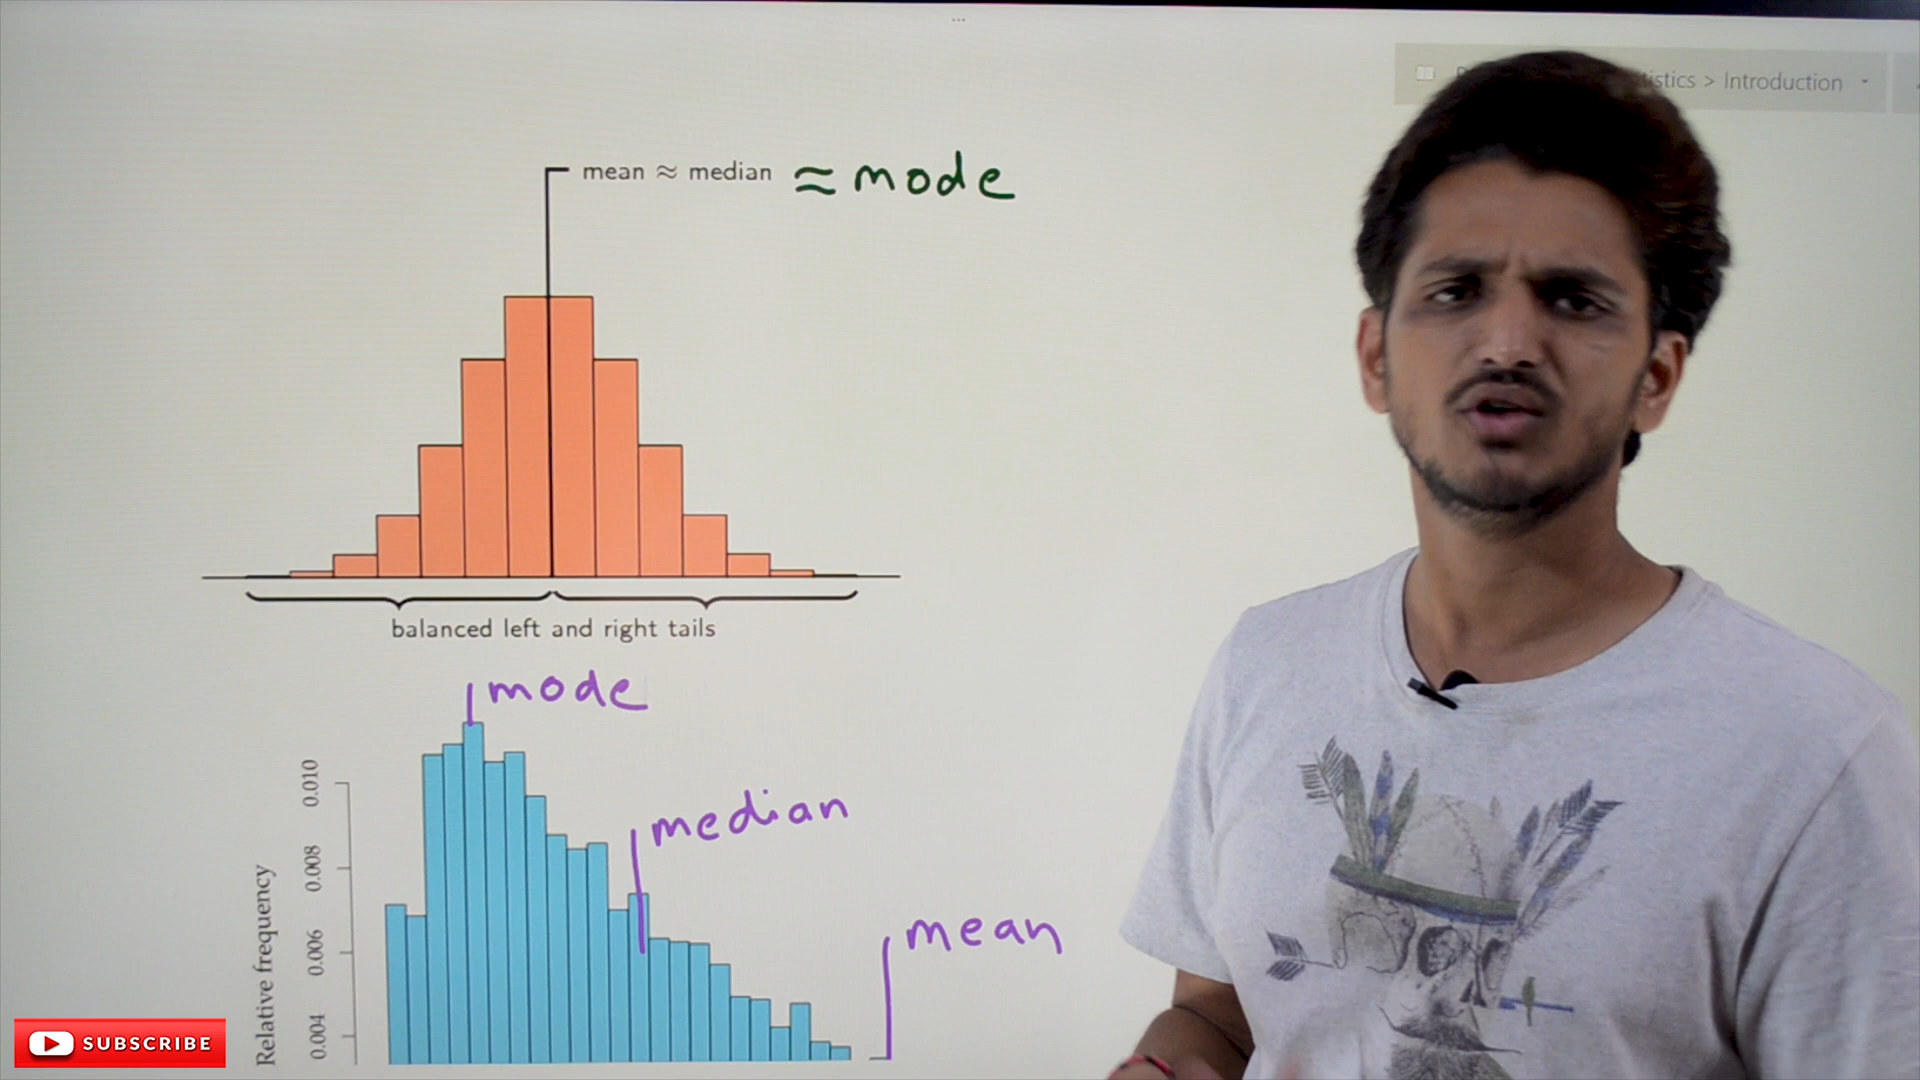 > Introduction
mean ≈ median ≈ mode
balanced left and right tails
mode
0.010
median
0.008
mean
0.006
0.004
Relative frequency
SUBSCRIBE